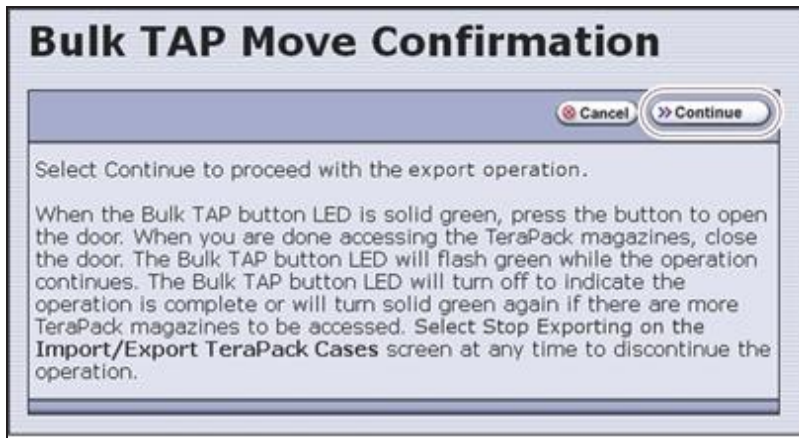 Bulk TAP Move Confirmation
Cancel >> Continue
Select Continue to proceed with the export operation.
When the Bulk TAP button LED is solid green, press the button to open
the door. When you are done accessing the TeraPack magazines, close
the door. The Bulk TAP button LED will flash green while the operation
continues. The Bulk TAP button LED will turn off to indicate the
operation is complete or will turn solid green again if there are more
TeraPack magazines to be accessed. Select Stop Exporting on the
Import/Export TeraPack Cases screen at any time to discontinue the
operation.